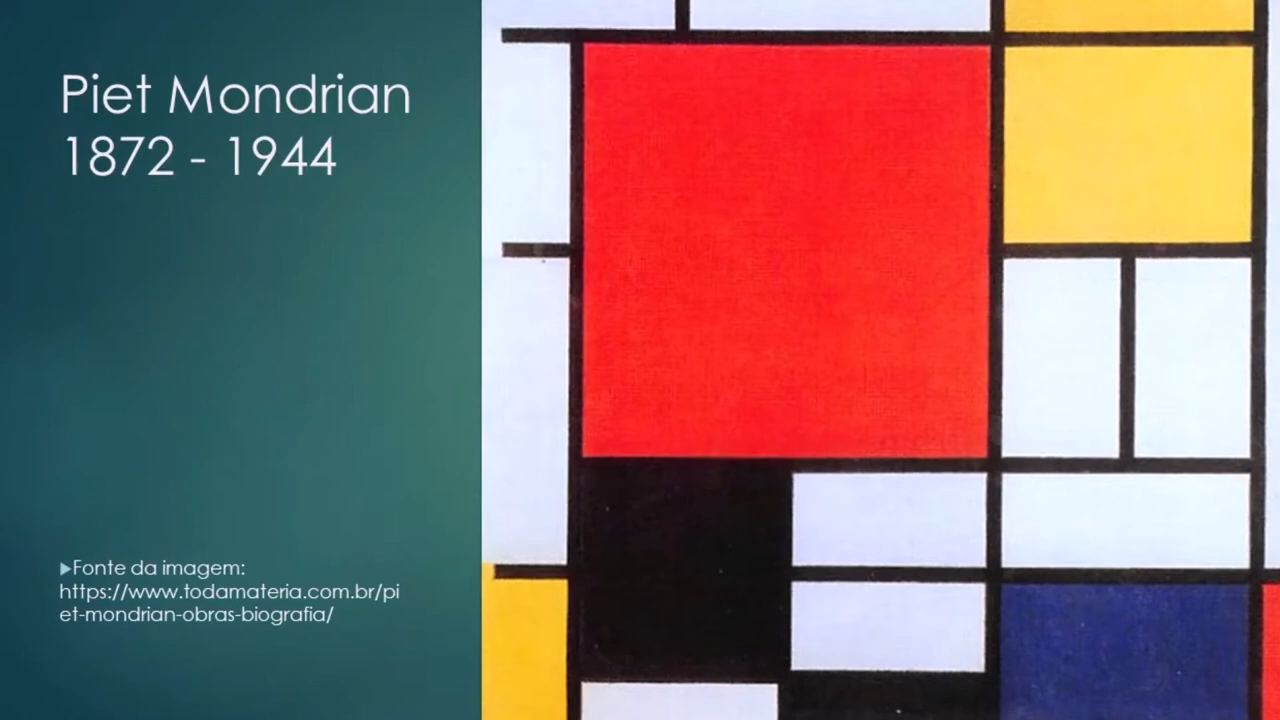 Piet Mondrian
1872 - 1944
Fonte da imagem:
https://www.todamateria.com.br/pi
et-mondrian-obras-biografia/